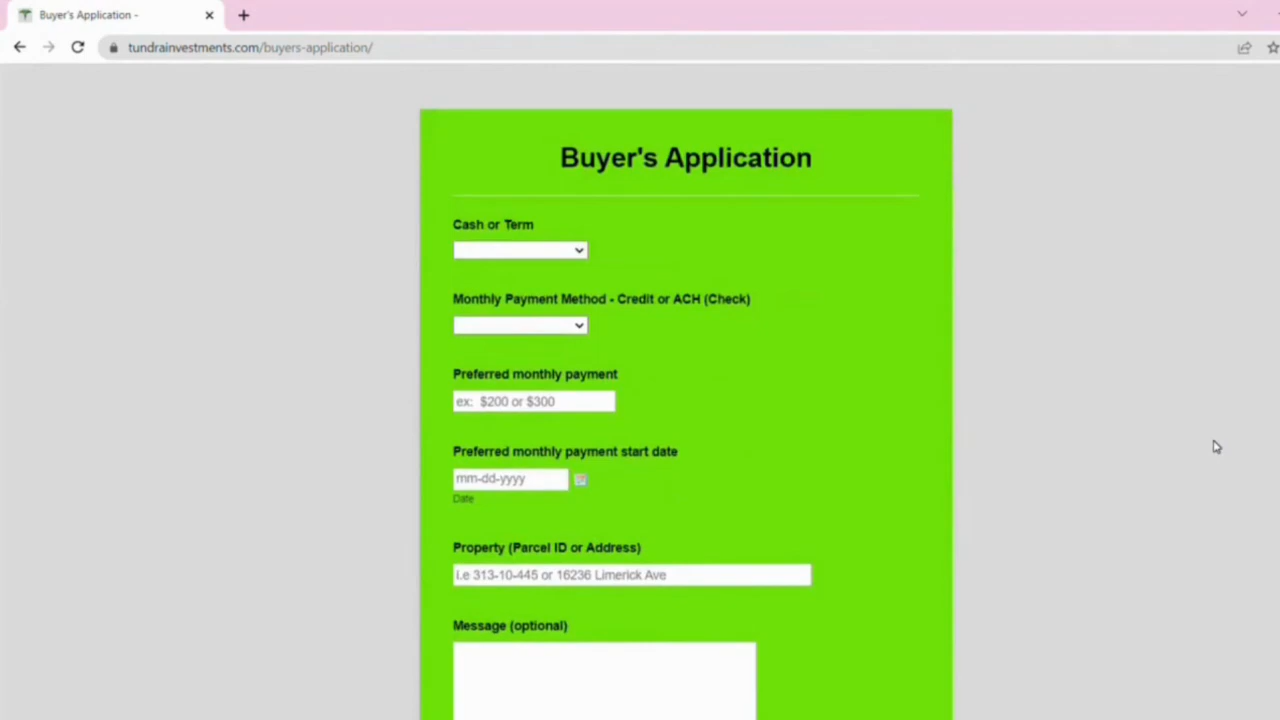 Buyer's Application -
tundrainvestments.com/buyers-application/
Buyer's Application
Cash or Term
Monthly Payment Method - Credit or ACH (Check)
Preferred monthly payment
ex: $200 or $300
Preferred monthly payment start date
mm-dd-yyyy
Date
Property (Parcel ID or Address)
I.e 313-10-445 or 16236 Limerick Ave
Message (optional)